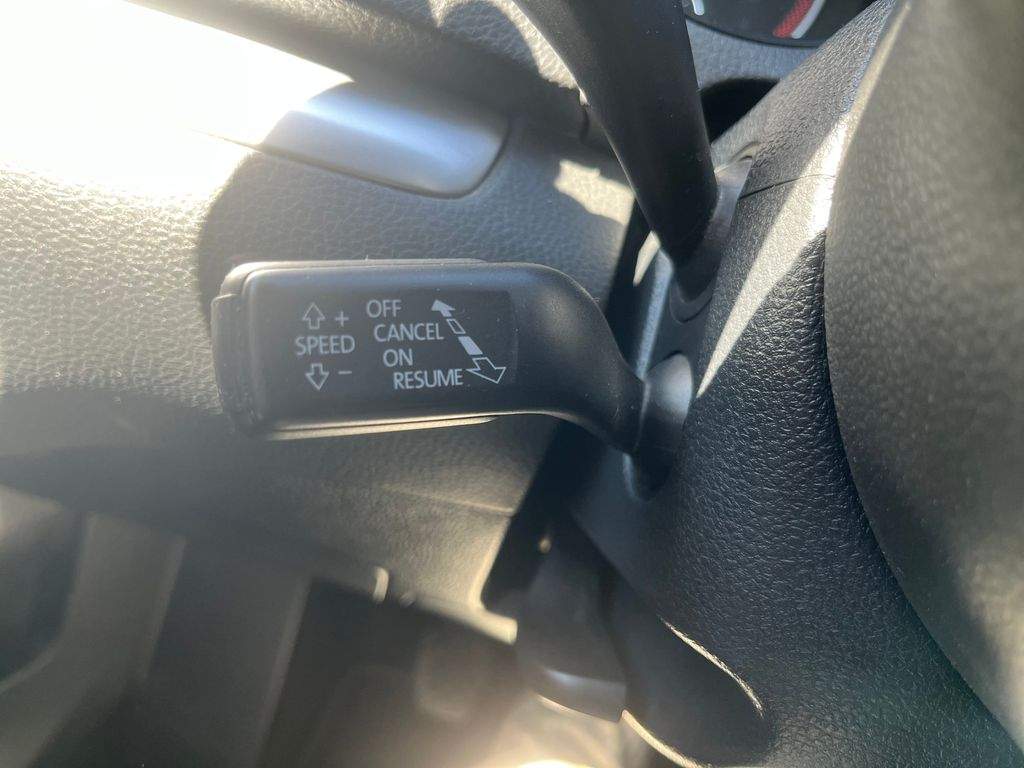 +
SPEED
−
OFF
CANCEL
ON
RESUME